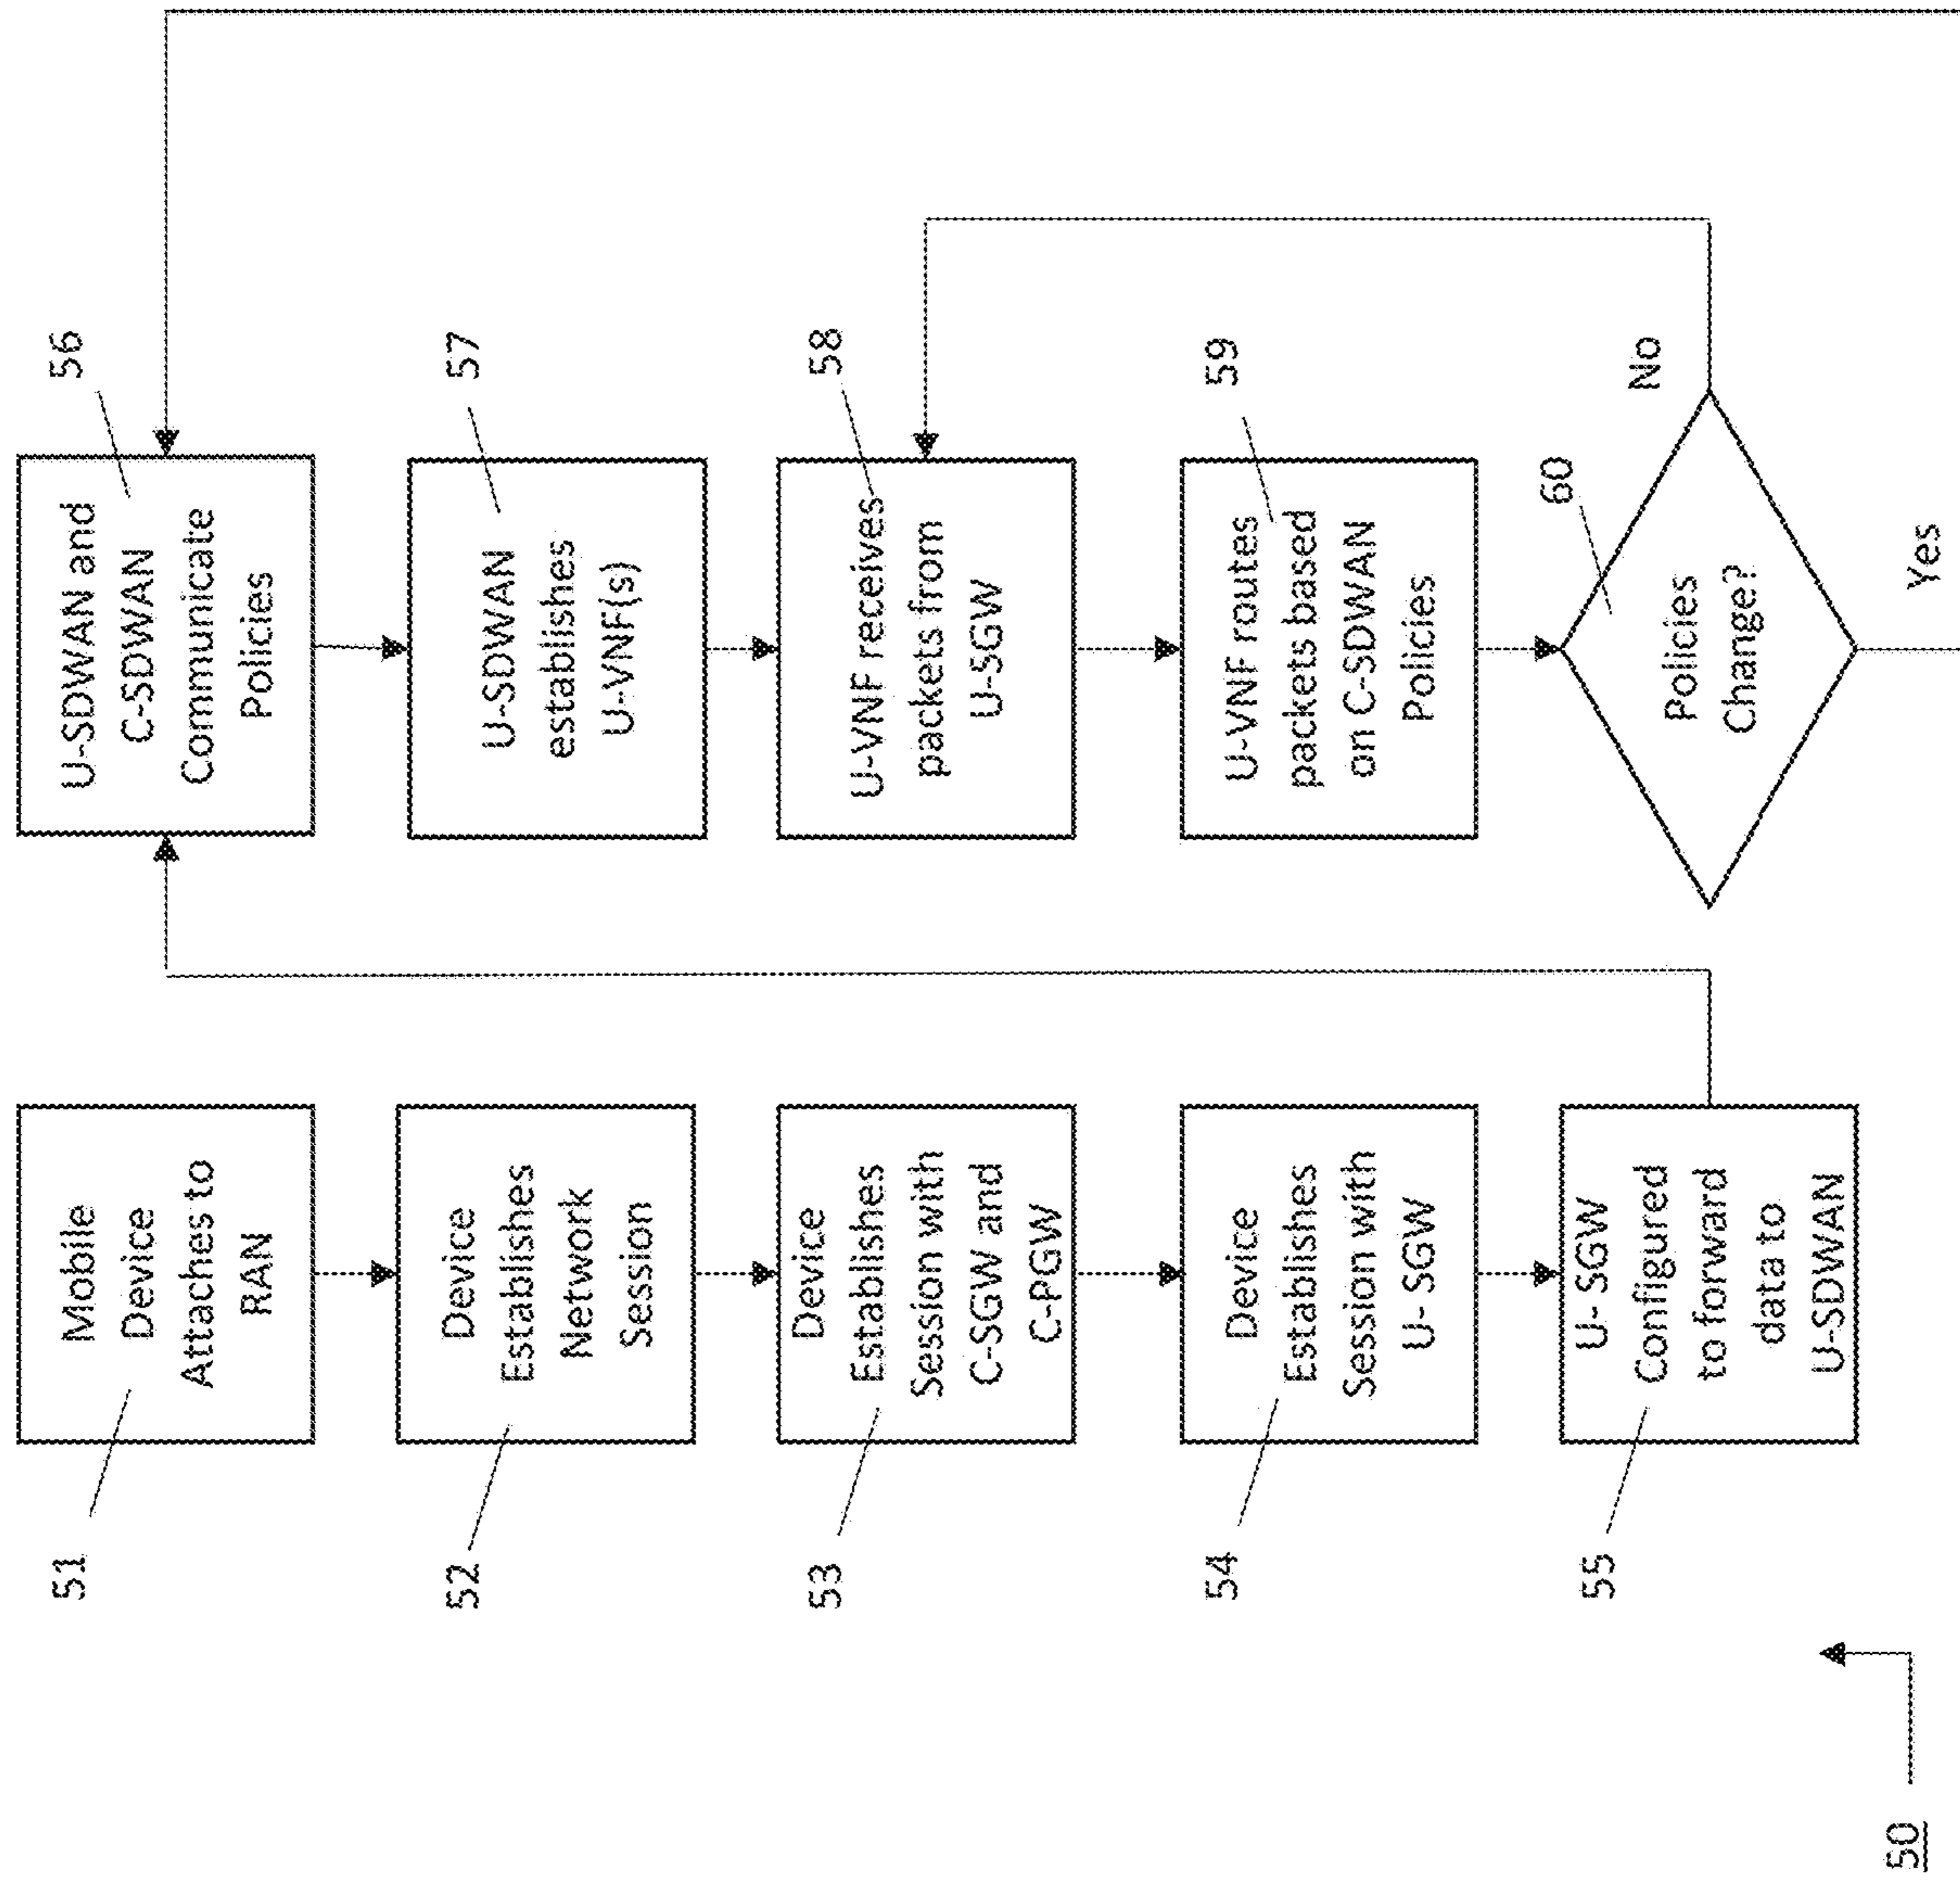 51
Mobile
Device
Attaches to
RAN
52
Device
Establishes
Network
Session
53
Device
Establishes
Session with
C-SGW and
C-PGW
54
Device
Establishes
Session with
U- SGW
55
U- SGW
Configured
to forward
data to
U-SDWAN
56
U-SDWAN and
C-SDWAN
Communicate
Policies
57
U-SDWAN
establishes
U-VNF(s)
58
U-VNF receives
packets from
U-SGW
59
U-VNF routes
packets based
on C-SDWAN
Policies
60
Policies
Change?
No
Yes
50